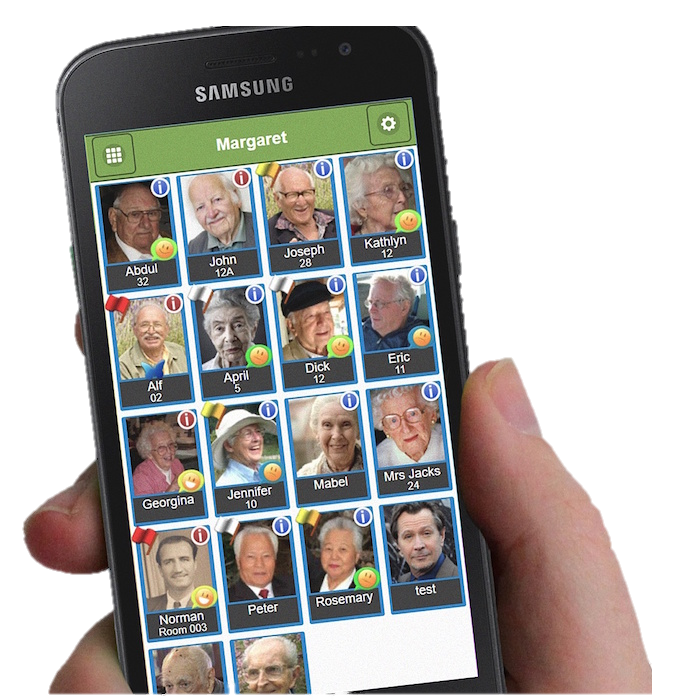 SAMSUNG
Margaret
Abdul
32
John
12A
Joseph
28
Kathlyn
12
Alf
02
April
5
Dick
12
Eric
11
Georgina
Jennifer
10
Mabel
Mrs Jacks
24
Norman
Room 003
Peter
Rosemary
test